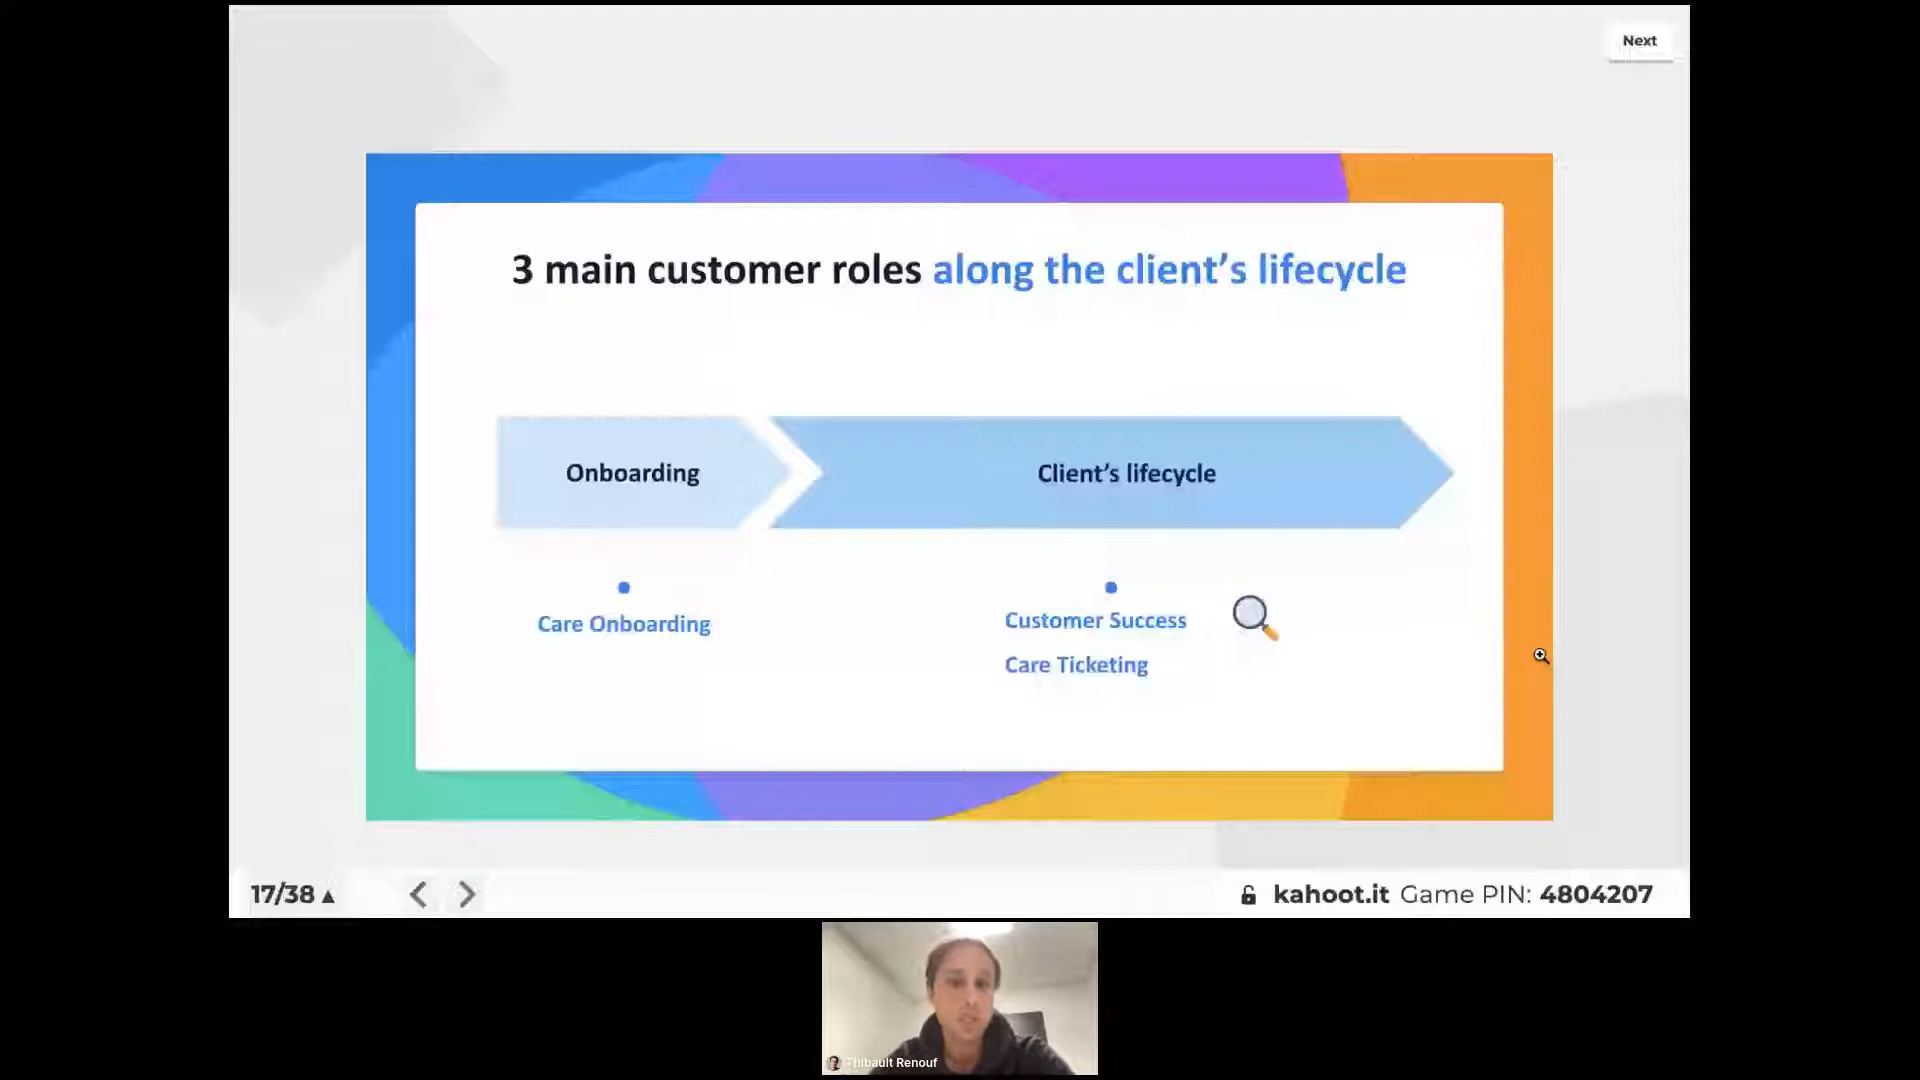 Next
3 main customer roles along the client’s lifecycle
Onboarding
Client’s lifecycle
Care Onboarding
Customer Success
Care Ticketing
17/38
kahoot.it Game PIN: 4804207
Thibault Renouf